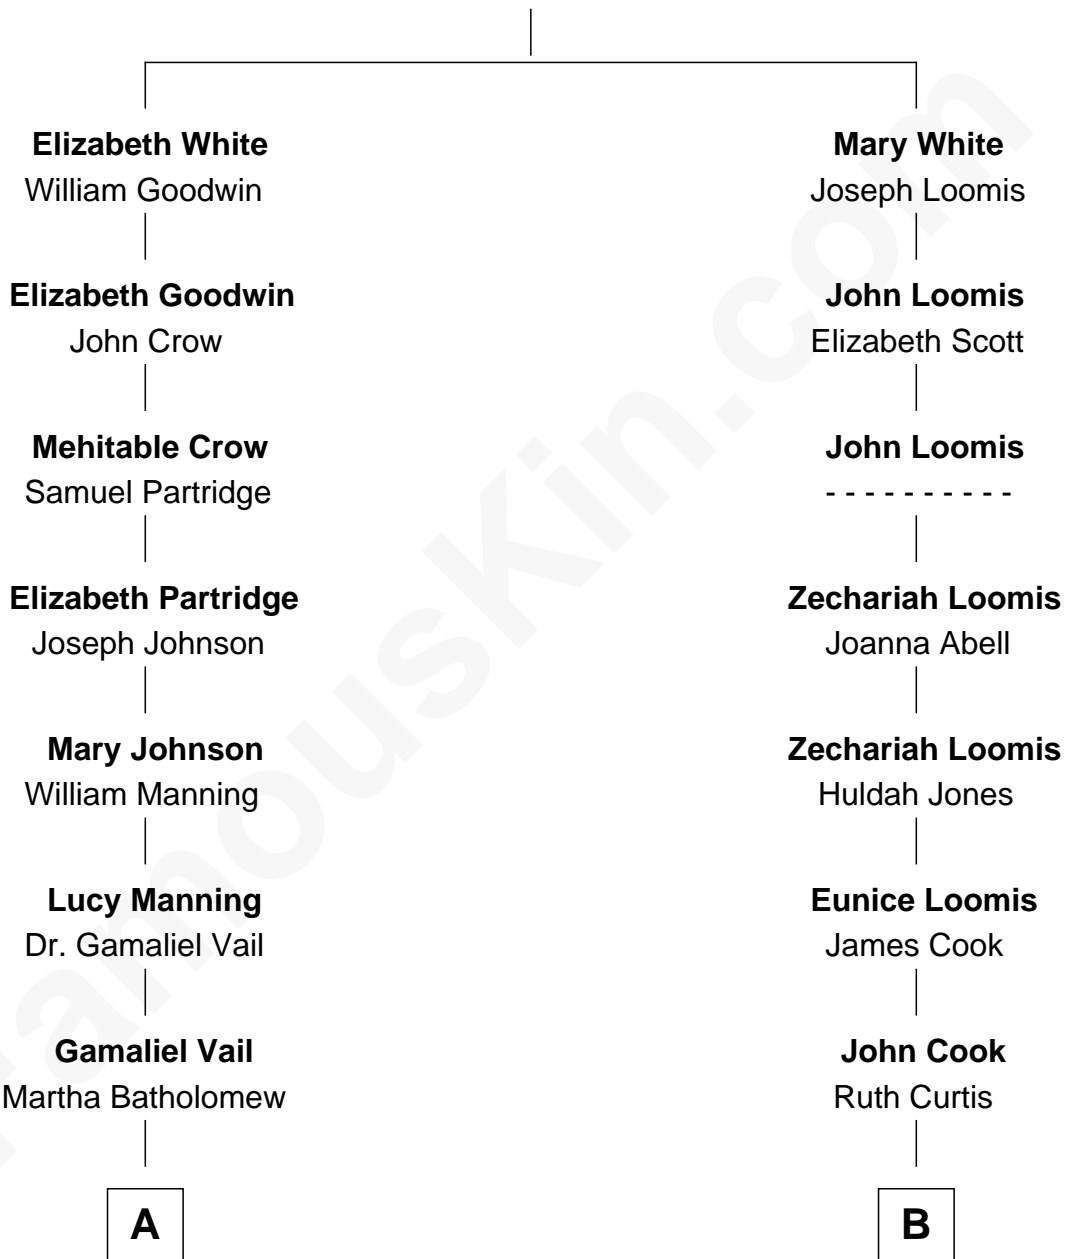 Elizabeth White
William Goodwin
Mary White
Joseph Loomis
Elizabeth Goodwin
John Crow
John Loomis
Elizabeth Scott
Mehitable Crow
Samuel Partridge
John Loomis
- - - - - - - - - -
Elizabeth Partridge
Joseph Johnson
Zechariah Loomis
Joanna Abell
Mary Johnson
William Manning
Zechariah Loomis
Huldah Jones
Lucy Manning
Dr. Gamaliel Vail
Eunice Loomis
James Cook
Gamaliel Vail
Martha Batholomew
John Cook
Ruth Curtis
A
B
FamousKin.com